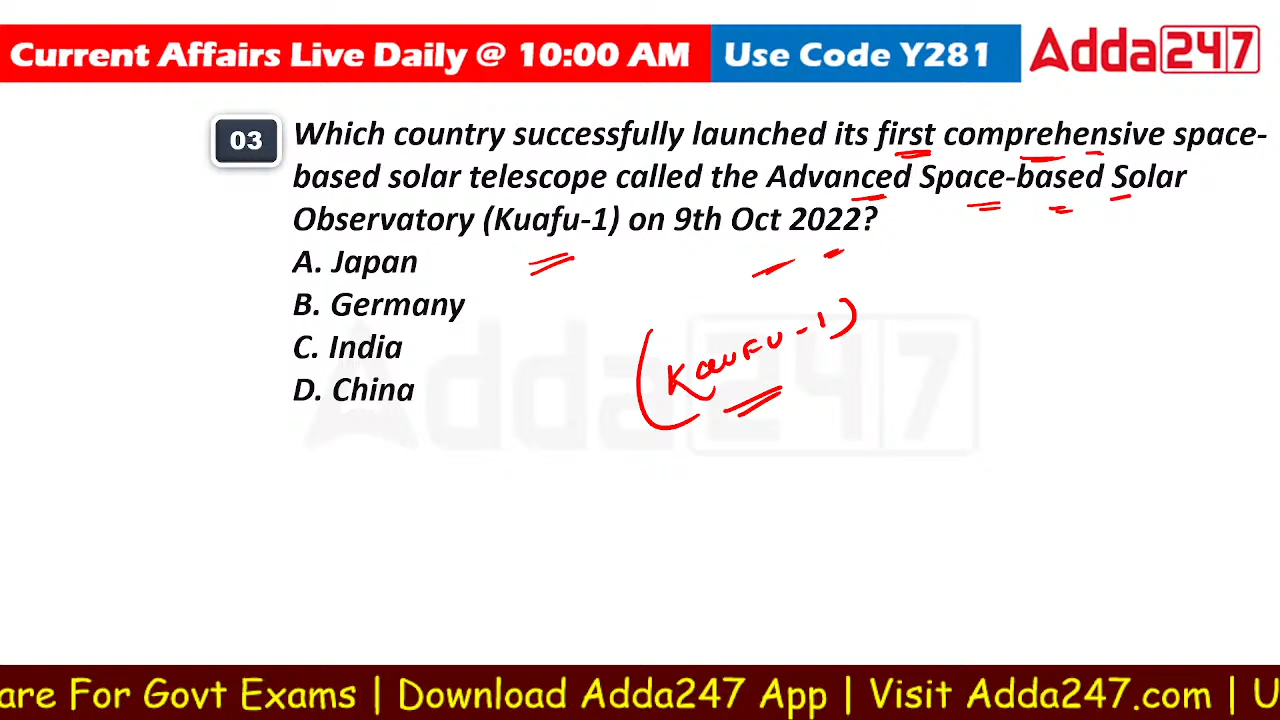 Current Affairs Live Daily @ 10:00 AM
Use Code Y281
Adda247
03
Which country successfully launched its first comprehensive space-
based solar telescope called the Advanced Space-based Solar
Observatory (Kuafu-1) on 9th Oct 2022?
A. Japan
B. Germany
C. India
D. China
(Kaufu-1)
Adda247
are For Govt Exams | Download Adda247 App | Visit Adda247.com | U